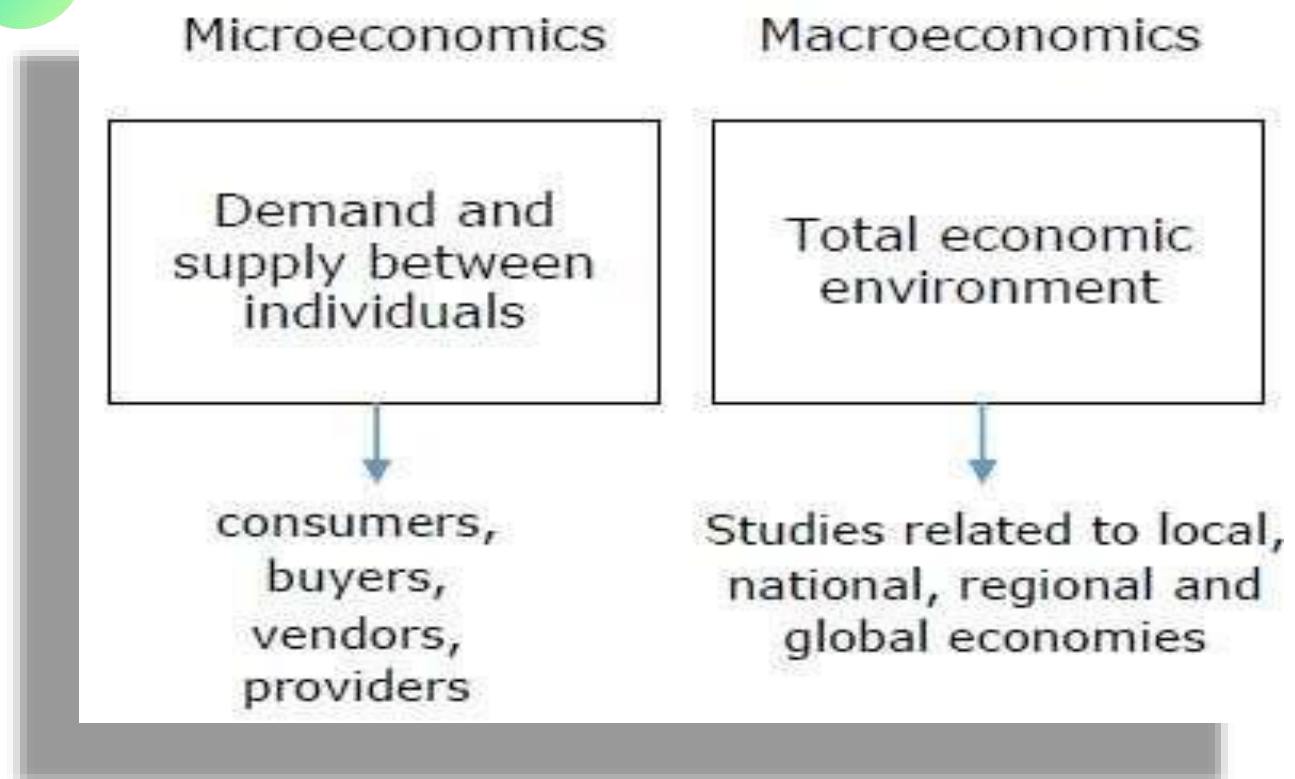 Microeconomics
Macroeconomics
Demand and
supply between
individuals
Total economic
environment
consumers,
buyers,
vendors,
providers
Studies related to local,
national, regional and
global economies